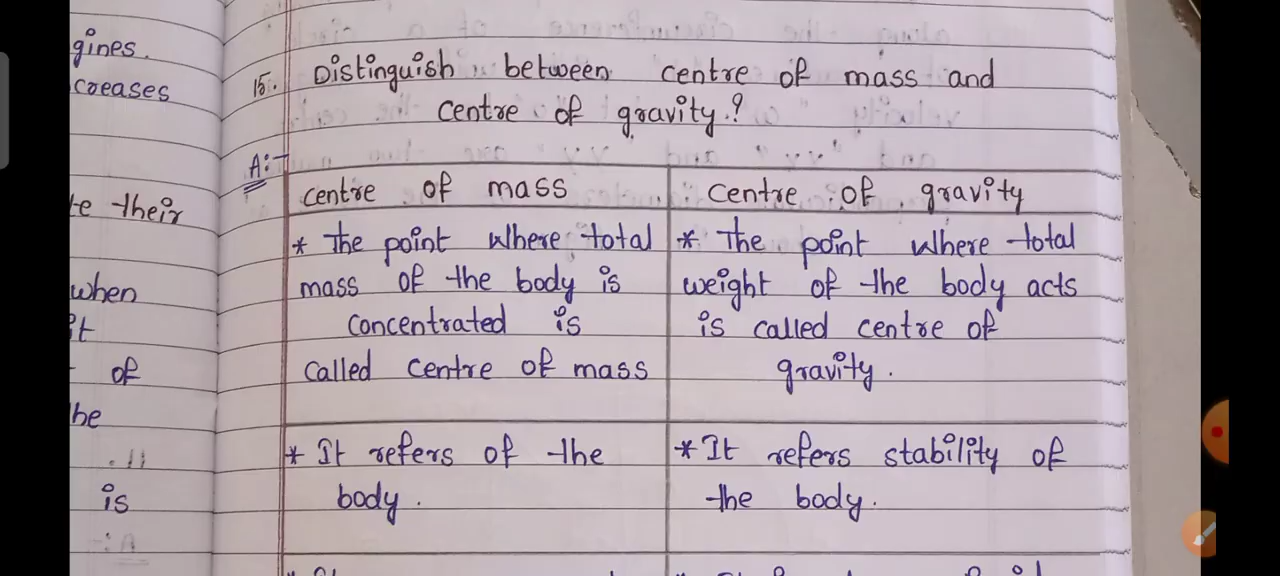 gines.
creases
te their
when
it
of
be
is
15. Distinguish between centre of mass and
centre of gravity.?
A:-
centre of mass
* The point where total
mass of the body is
concentrated is
called centre of mass
* It refers of the
body.
centre of gravity
* The point where total
weight of the body acts
is called centre of
gravity.
* It refers stability of
the body.